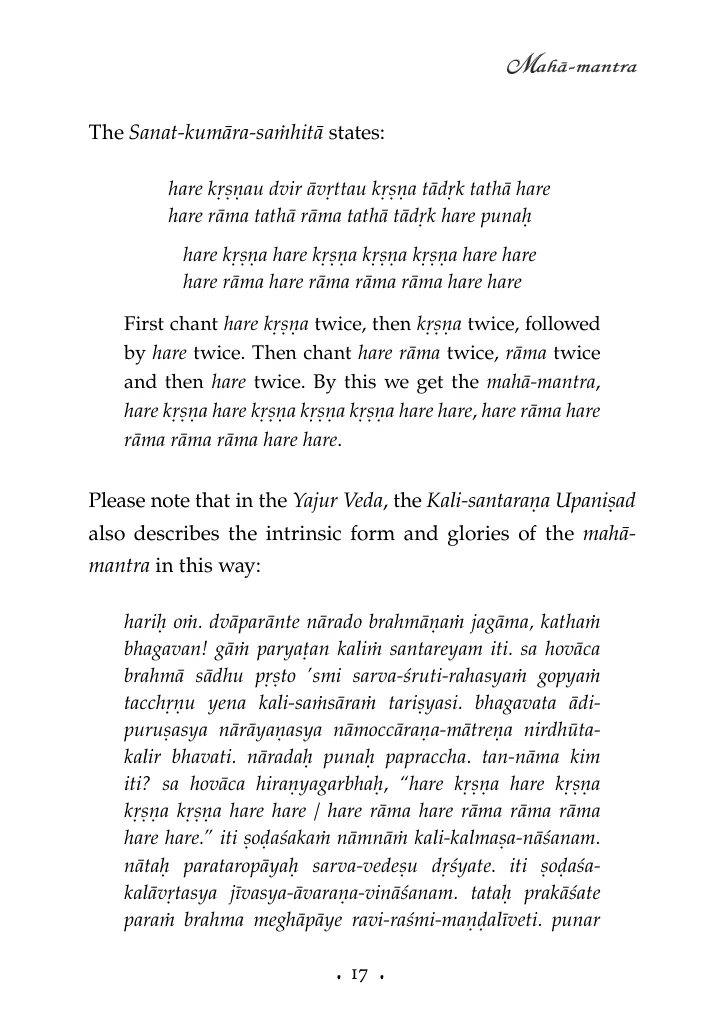 Mahā-mantra
The Sanat-kumāra-saṁhitā states:
hare kṛṣṇau dvir āvṛttau kṛṣṇa tādṛk tathā hare
hare rāma tathā rāma tathā tādṛk hare punaḥ
hare kṛṣṇa hare kṛṣṇa kṛṣṇa kṛṣṇa hare hare
hare rāma hare rāma rāma rāma hare hare
First chant hare kṛṣṇa twice, then kṛṣṇa twice, followed
by hare twice. Then chant hare rāma twice, rāma twice
and then hare twice. By this we get the mahā-mantra,
hare kṛṣṇa hare kṛṣṇa kṛṣṇa kṛṣṇa hare hare, hare rāma hare
rāma rāma rāma hare hare.
Please note that in the Yajur Veda, the Kali-santaraṇa Upaniṣad
also describes the intrinsic form and glories of the mahā-
mantra in this way:
hariḥ oṁ. dvāparānte nārado brahmāṇaṁ jagāma, kathaṁ
bhagavan! gāṁ paryaṭan kaliṁ santareyam iti. sa hovāca
brahmā sādhu pṛṣto ’smi sarva-śruti-rahasyaṁ gopyaṁ
tacchṛṇu yena kali-saṁsāraṁ tariṣyasi. bhagavata ādi-
puruṣasya nārāyaṇasya nāmoccāraṇa-mātreṇa nirdhūta-
kalir bhavati. nāradaḥ punaḥ papraccha. tan-nāma kim
iti? sa hovāca hiraṇyagarbhaḥ, “hare kṛṣṇa hare kṛṣṇa
kṛṣṇa kṛṣṇa hare hare / hare rāma hare rāma rāma rāma
hare hare.” iti ṣoḍaśakaṁ nāmnāṁ kali-kalmaṣa-nāśanam.
nātaḥ parataropāyaḥ sarva-vedeṣu dṛśyate. iti ṣoḍaśa-
kalāvṛtasya jīvasya-āvaraṇa-vināśanam. tataḥ prakāśate
paraṁ brahma meghāpāye ravi-raśmi-maṇḍalīveti. punar
• 17 •